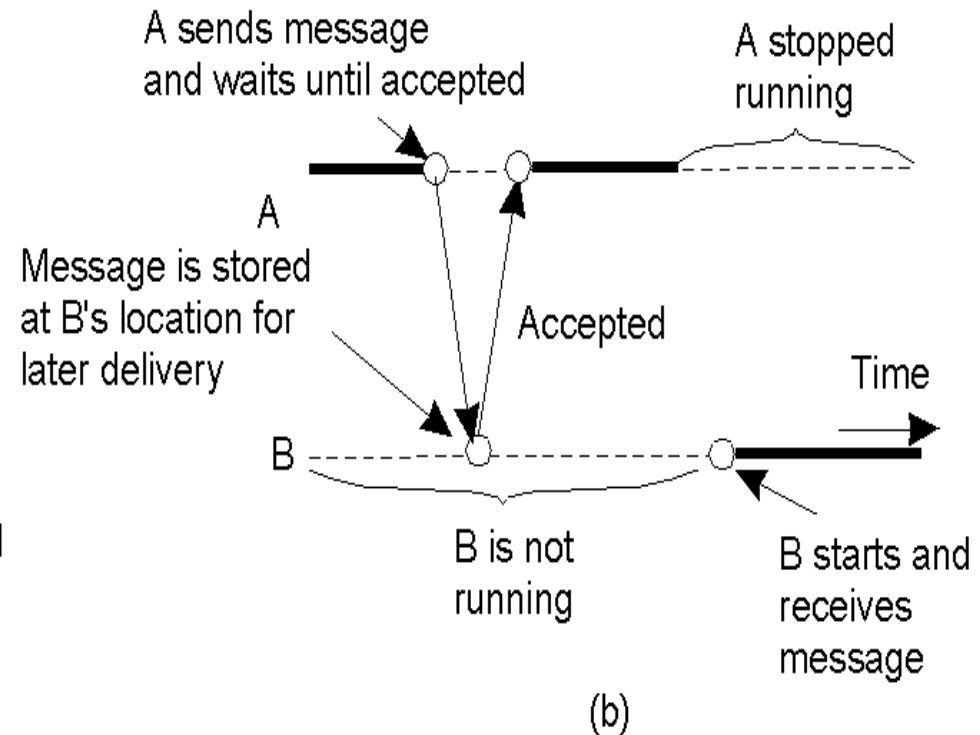 A sends message
and waits until accepted
A stopped
running
A
Message is stored
at B's location for
later delivery
Accepted
Time
B
B is not
running
B starts and
receives
message
(b)